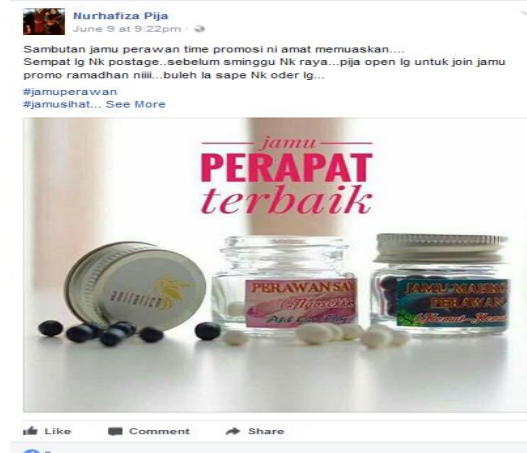 Nurhafiza Pija
June 9 at 9:22pm ·
Sambutan jamu perawan time promosi ni amat memuaskan....
Sempat lg Nk postage..sebelum sminggu Nk raya...pija open lg untuk join jamu
promo ramadhan niiii...buleh la sape Nk oder lg...
#jamuperawan
#jamusihat... See More
jamu
PERAPAT
terbaik
PERAWAN SA
JAMU
PERAWAN
Like Comment Share